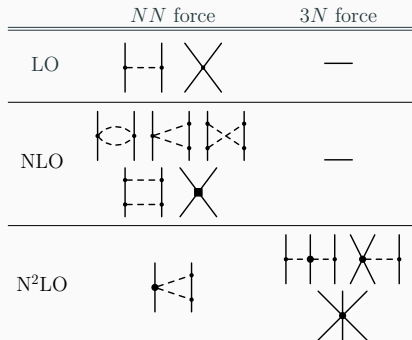 NN force 3N force
LO —
NLO —
N²LO